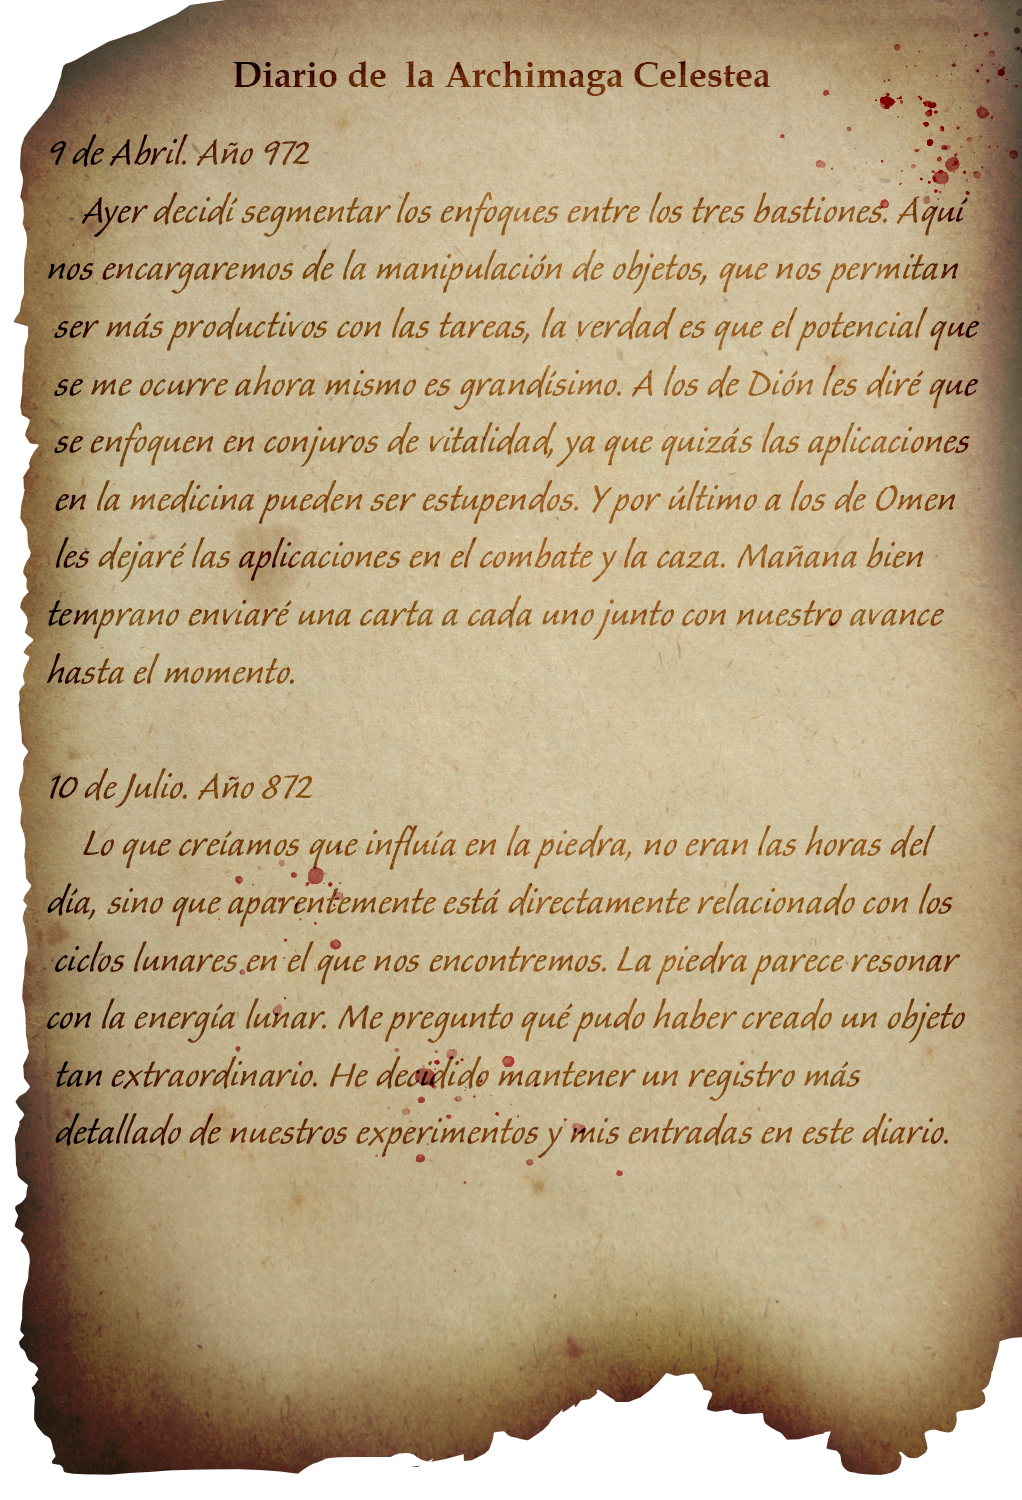 Diario de la Archimaga Celestea
9 de Abril. Año 972
Ayer decidí segmentar los enfoques entre los tres bastiones. Aquí
nos encargaremos de la manipulación de objetos, que nos permitan
ser más productivos con las tareas, la verdad es que el potencial que
se me ocurre ahora mismo es grandísimo. A los de Dión les diré que
se enfoquen en conjuros de vitalidad, ya que quizás las aplicaciones
en la medicina pueden ser estupendos. Y por último a los de Omen
les dejaré las aplicaciones en el combate y la caza. Mañana bien
temprano enviaré una carta a cada uno junto con nuestro avance
hasta el momento.
10 de Julio. Año 872
Lo que creíamos que influía en la piedra, no eran las horas del
día, sino que aparentemente está directamente relacionado con los
ciclos lunares en el que nos encontremos. La piedra parece resonar
con la energía lunar. Me pregunto qué pudo haber creado un objeto
tan extraordinario. He decidido mantener un registro más
detallado de nuestros experimentos y mis entradas en este diario.